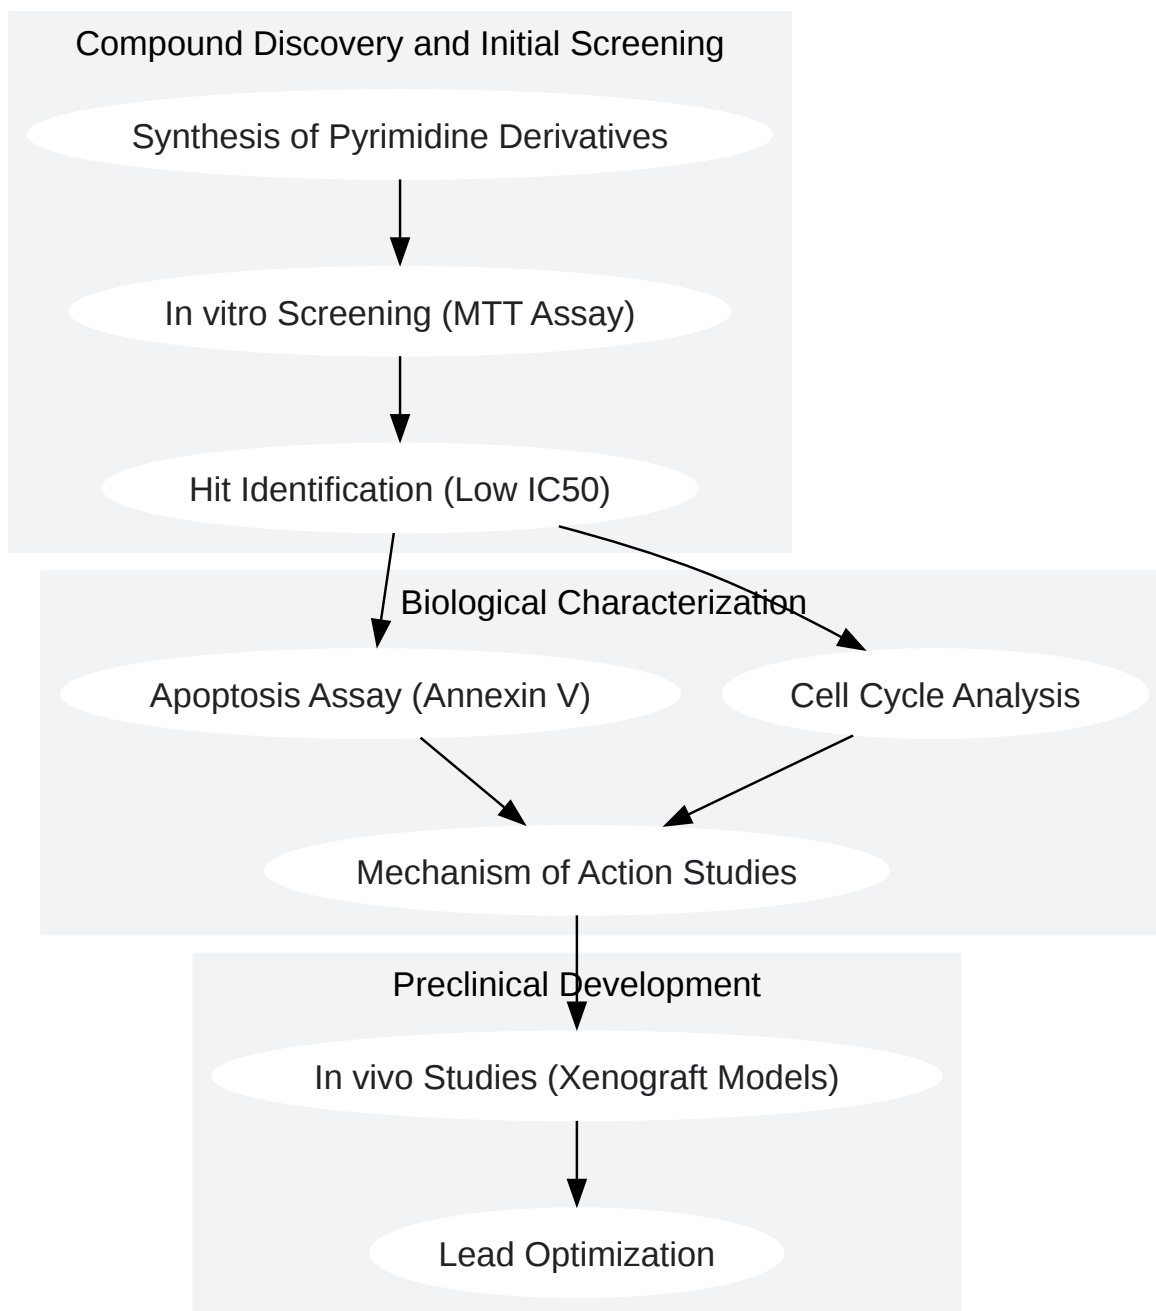 Compound Discovery and Initial Screening
Synthesis of Pyrimidine Derivatives
In vitro Screening (MTT Assay)
Hit Identification (Low IC50)
Biological Characterization
Apoptosis Assay (Annexin V)
Cell Cycle Analysis
Mechanism of Action Studies
Preclinical Development
In vivo Studies (Xenograft Models)
Lead Optimization